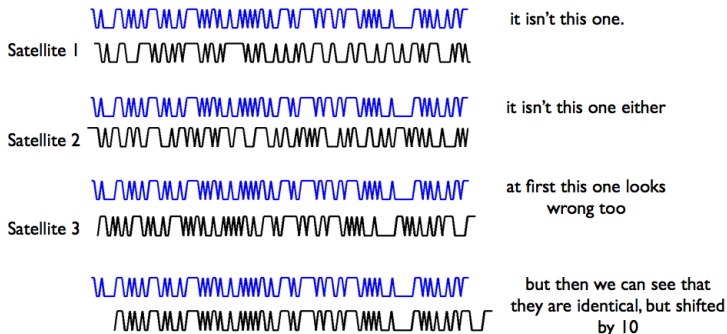 it isn't this one.
Satellite 1
it isn't this one either
Satellite 2
at first this one looks
wrong too
Satellite 3
but then we can see that
they are identical, but shifted
by 10